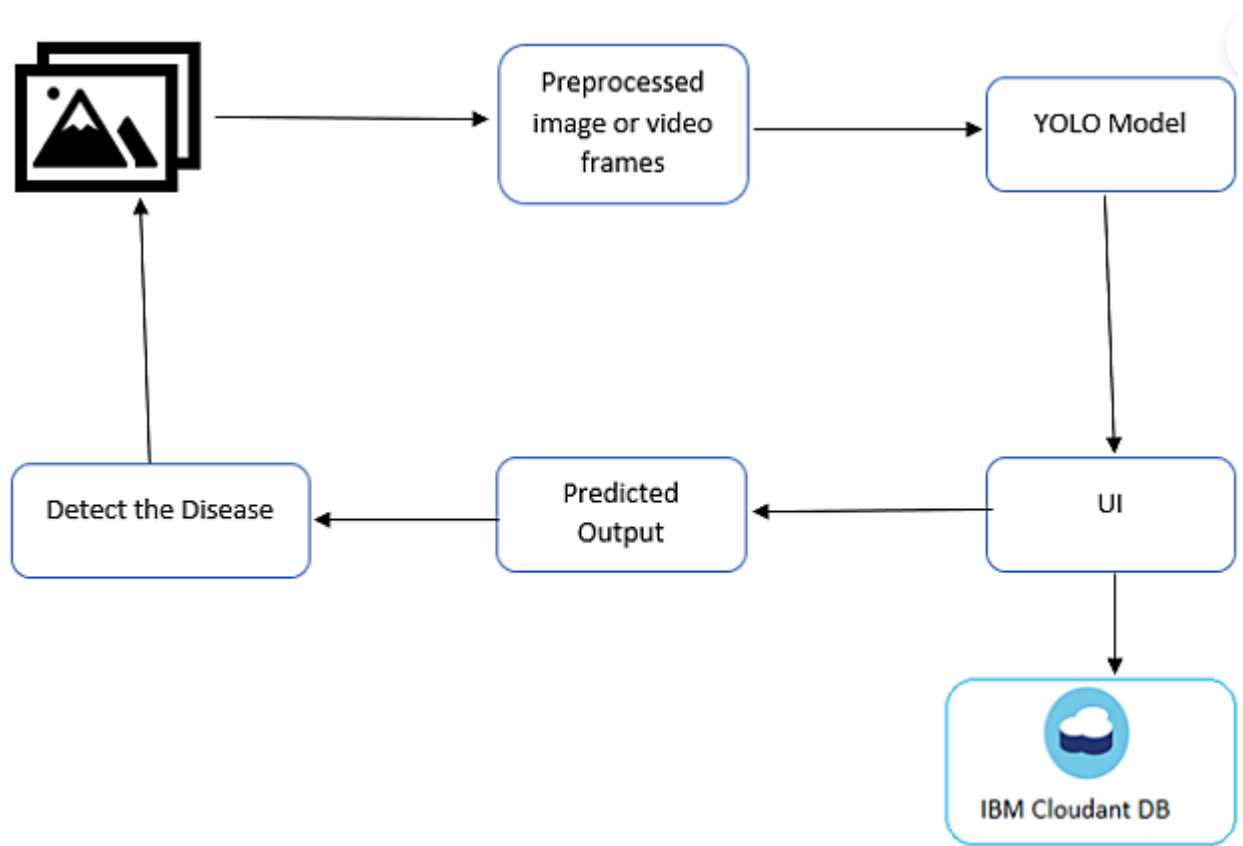 Preprocessed
image or video
frames
YOLO Model
Detect the Disease
Predicted
Output
UI
IBM Cloudant DB